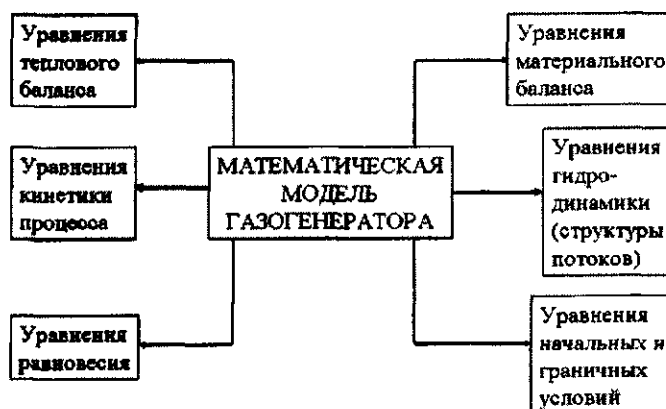 Уравнения
теплового
баланса
Уравнения
материального
баланса
Уравнения
кинетики
процесса
МАТЕМАТИЧЕСКАЯ
МОДЕЛЬ
ГАЗОГЕНЕРАТОРА
Уравнения
гидро-
динамики
(структуры
потоков)
Уравнения
равновесия
Уравнения
начальных и
граничных
условий